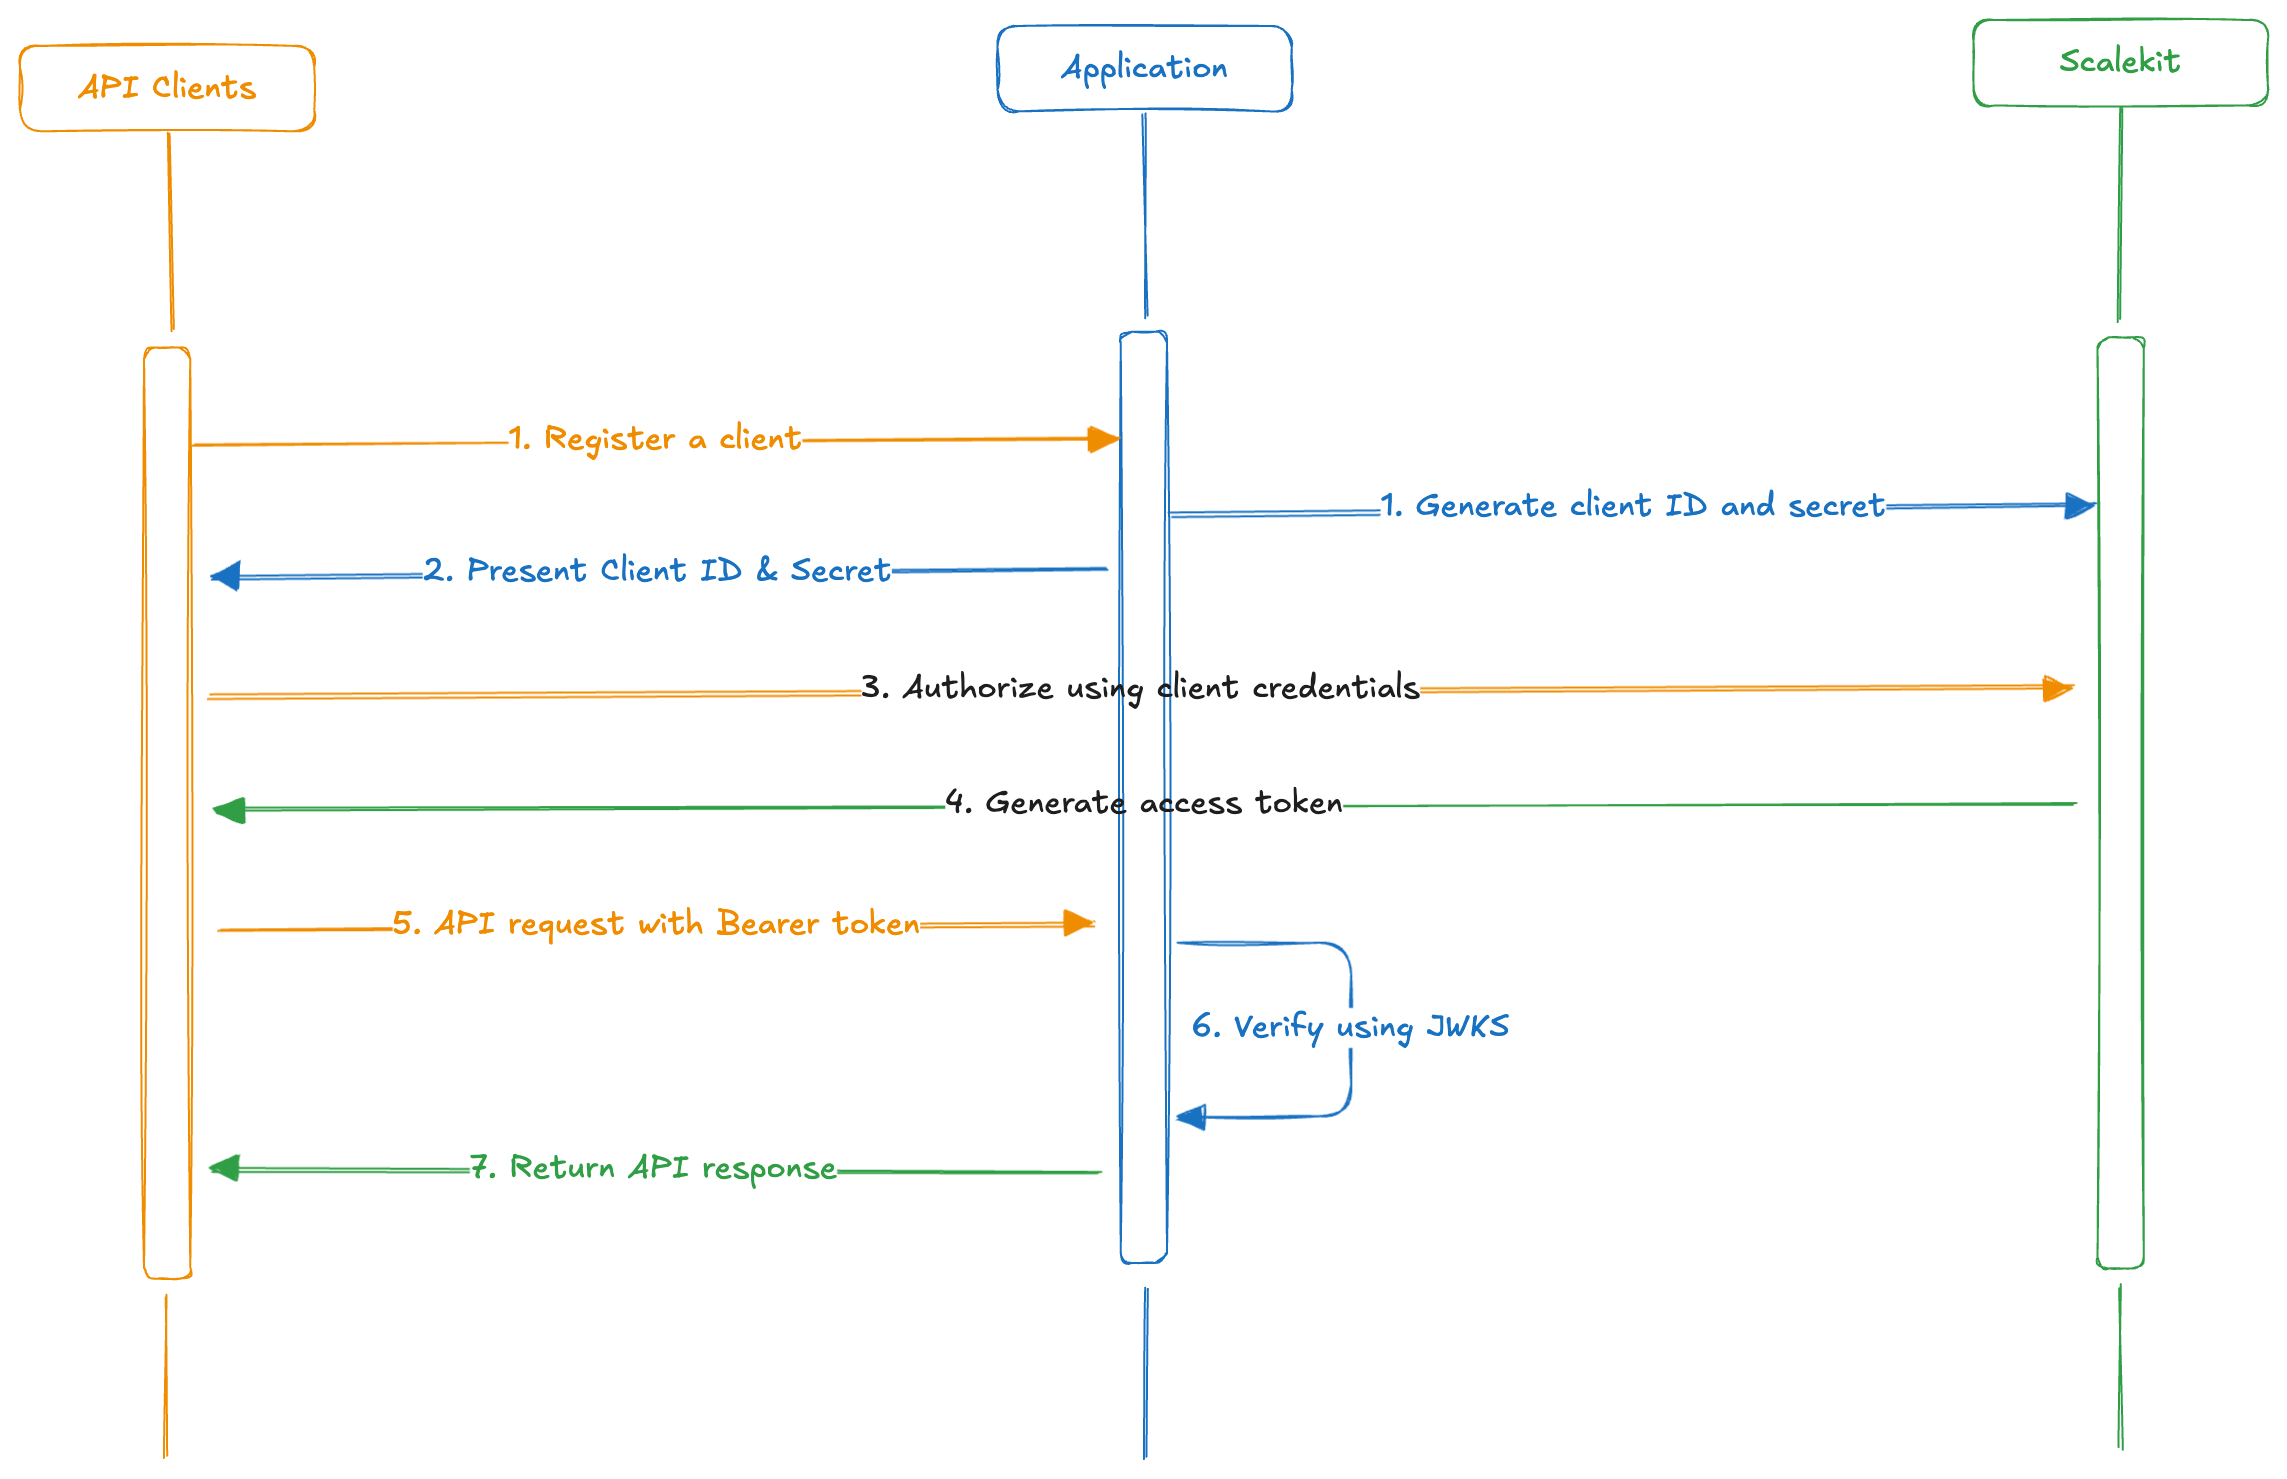 API Clients
Application
Scalekit
1. Register a client
1. Generate client ID and secret
2. Present Client ID & Secret
3. Authorize using client credentials
4. Generate access token
5. API request with Bearer token
6. Verify using JWKS
7. Return API response